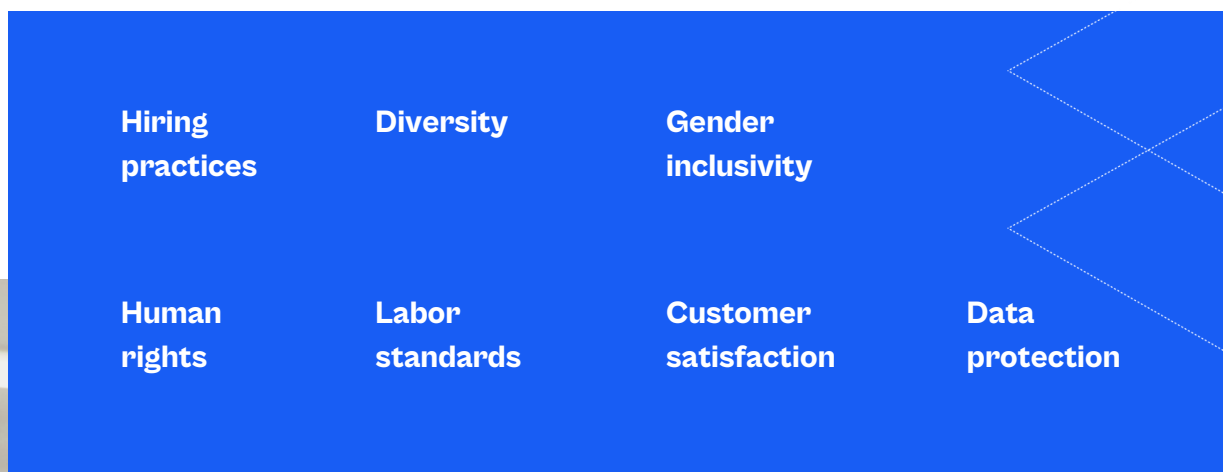 Hiring
practices
Diversity
Gender
inclusivity
Human
rights
Labor
standards
Customer
satisfaction
Data
protection